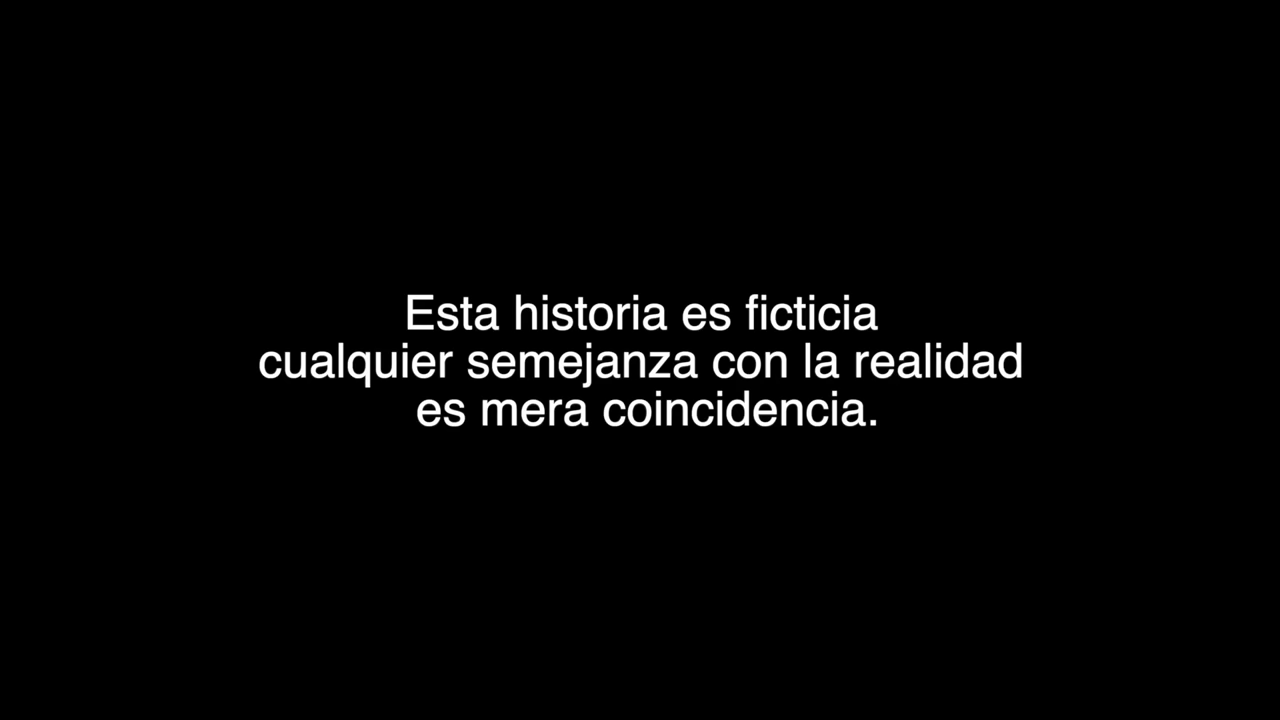 Esta historia es ficticia
cualquier semejanza con la realidad
es mera coincidencia.